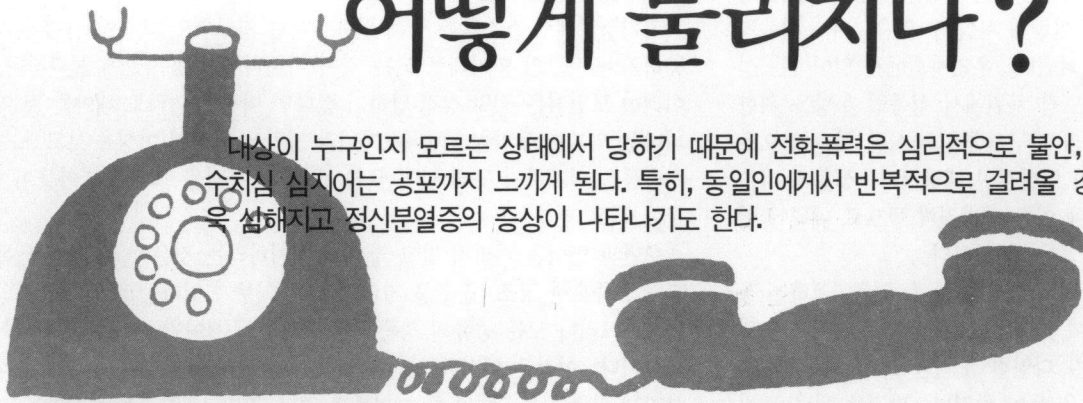 어떻게 물리치나?
대상이 누구인지 모르는 상태에서 당하기 때문에 전화폭력은 심리적으로 불안,
수치심 심지어는 공포까지 느끼게 된다. 특히, 동일인에게서 반복적으로 걸려올
욱 심해지고 정신분열증의 증상이 나타나기도 한다.